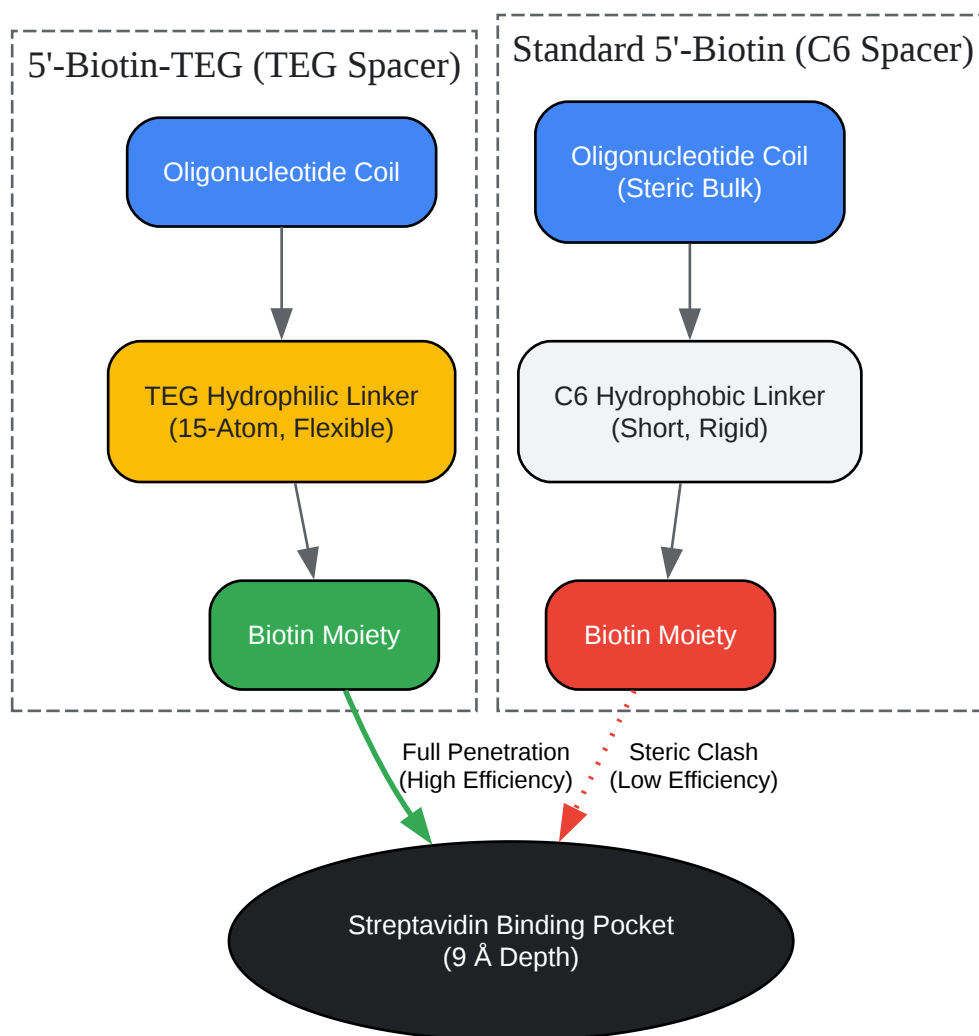 5'-Biotin-TEG (TEG Spacer)
Oligonucleotide Coil
TEG Hydrophilic Linker
(15-Atom, Flexible)
Biotin Moiety
Standard 5'-Biotin (C6 Spacer)
Oligonucleotide Coil
(Steric Bulk)
C6 Hydrophobic Linker
(Short, Rigid)
Biotin Moiety
Full Penetration
(High Efficiency)
Steric Clash
(Low Efficiency)
Streptavidin Binding Pocket
(9 Å Depth)